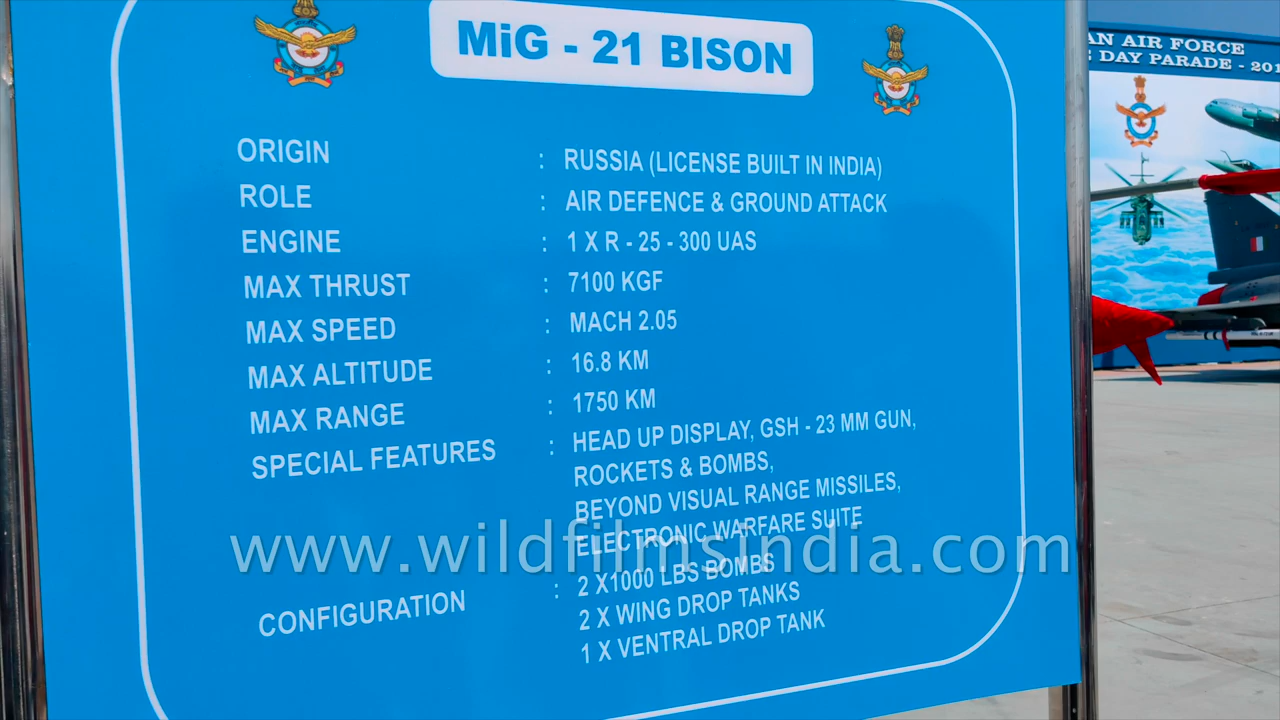 MiG - 21 BISON
ORIGIN : RUSSIA (LICENSE BUILT IN INDIA)
ROLE : AIR DEFENCE & GROUND ATTACK
ENGINE : 1 X R - 25 - 300 UAS
MAX THRUST : 7100 KGF
MAX SPEED : MACH 2.05
MAX ALTITUDE : 16.8 KM
MAX RANGE : 1750 KM
SPECIAL FEATURES : HEAD UP DISPLAY, GSH - 23 MM GUN,
ROCKETS & BOMBS,
BEYOND VISUAL RANGE MISSILES,
ELECTRONIC WARFARE SUITE
CONFIGURATION : 2 X1000 LBS BOMBS
2 X WING DROP TANKS
1 X VENTRAL DROP TANK
www.wildfilmsindia.com
AN AIR FORCE
DAY PARADE - 201